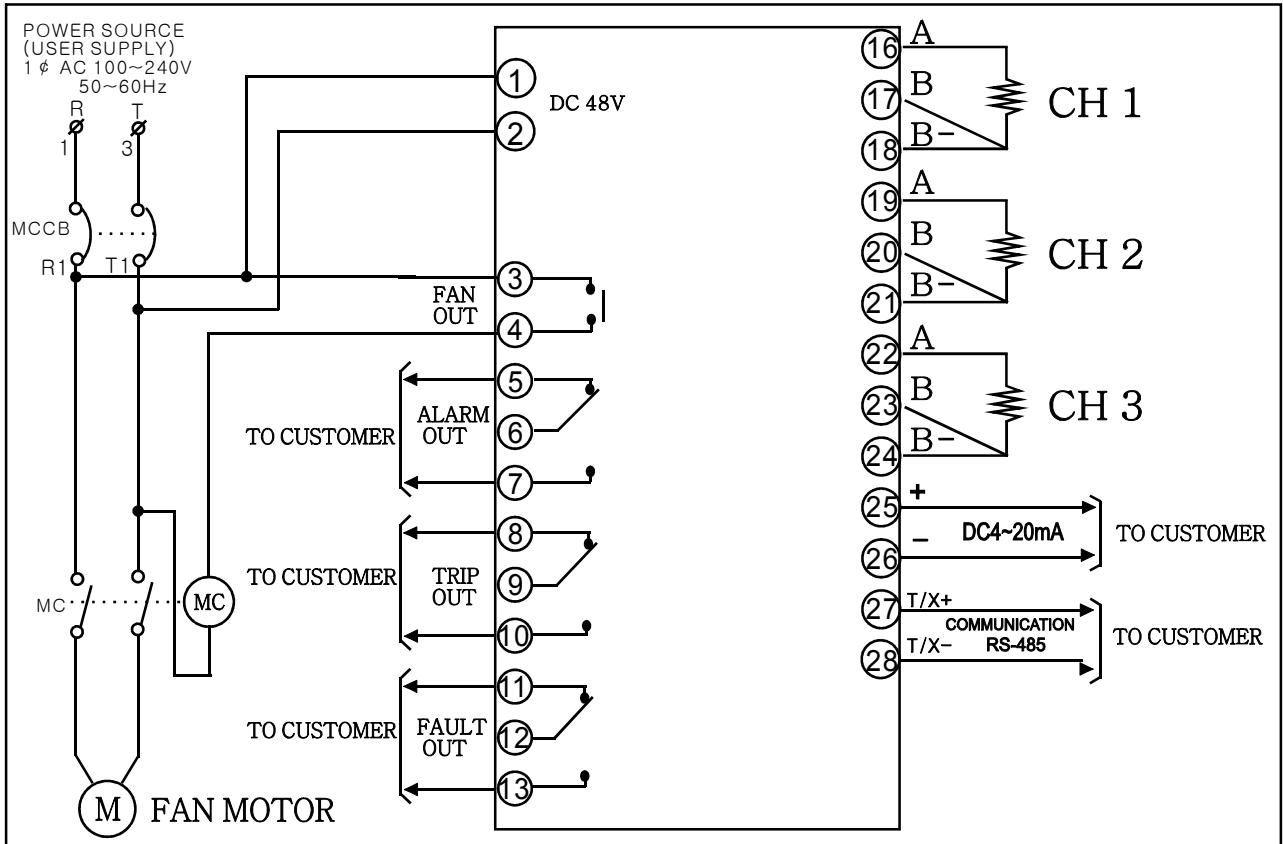 POWER SOURCE
(USER SUPPLY)
1 ¢ AC 100~240V
50~60Hz
R
T
1
3
MCCB
R1
T1
MC
MC
M
FAN MOTOR
1
2
DC 48V
3
FAN
OUT
4
5
ALARM
OUT
6
7
TO CUSTOMER
8
TRIP
OUT
9
10
TO CUSTOMER
11
FAULT
OUT
12
13
TO CUSTOMER
16
A
17
B
18
B-
CH 1
19
A
20
B
21
B-
CH 2
22
A
23
B
24
B-
CH 3
25
+
DC4~20mA
26
−
TO CUSTOMER
27
T/X+
COMMUNICATION
RS-485
28
T/X−
TO CUSTOMER